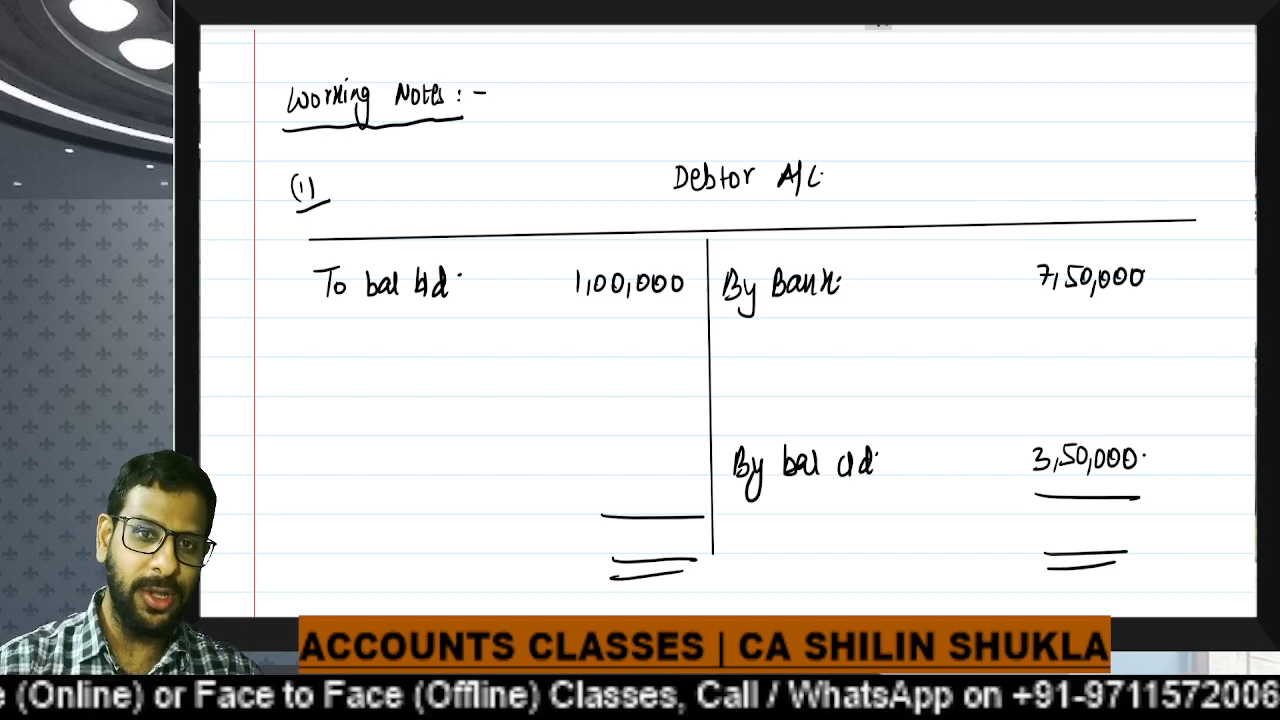 Working Notes :-
(1)
Debtor A/C.
To bal b/d. 1,00,000 By Bank. 7,50,000
By bal c/d. 3,50,000.
ACCOUNTS CLASSES | CA SHILIN SHUKLA
e (Online) or Face to Face (Offline) Classes, Call / WhatsApp on +91-9711572006